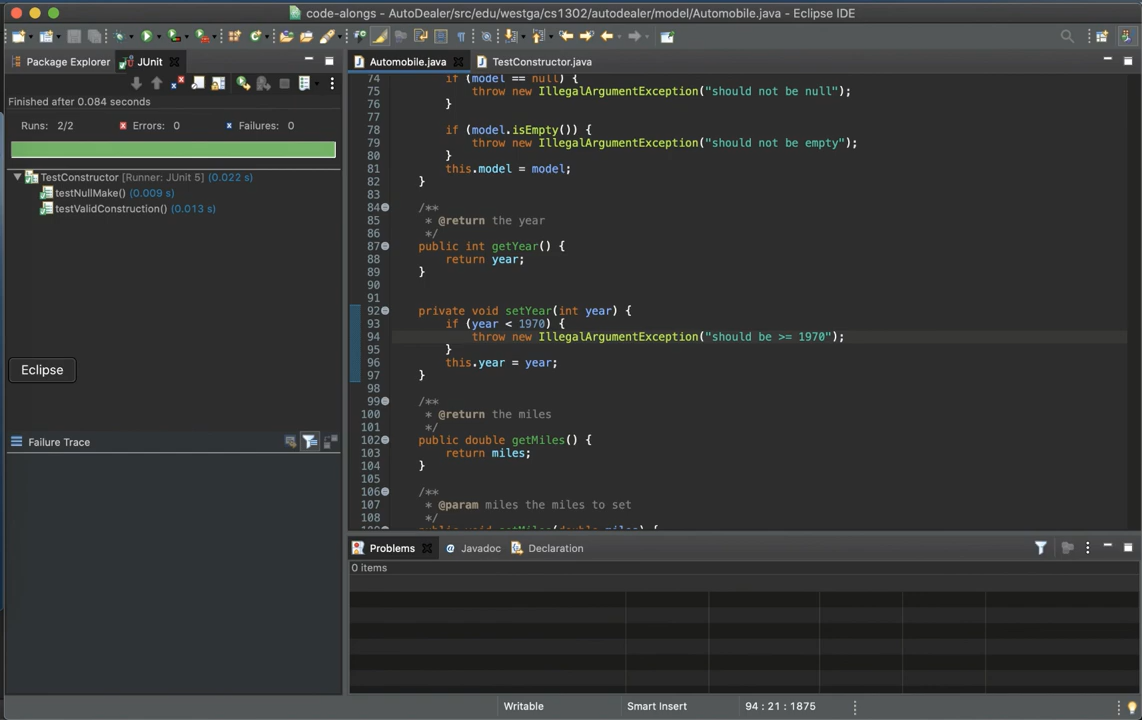 code-alongs - AutoDealer/src/edu/westga/cs1302/autodealer/model/Automobile.java - Eclipse IDE
Package Explorer
JUnit
Finished after 0.084 seconds
Runs: 2/2
Errors: 0
Failures: 0
TestConstructor [Runner: JUnit 5] (0.022 s)
testNullMake() (0.009 s)
testValidConstruction() (0.013 s)
Eclipse
Failure Trace
Automobile.java
TestConstructor.java
74 if (model == null) {
75 throw new IllegalArgumentException("should not be null");
76 }
77
78 if (model.isEmpty()) {
79 throw new IllegalArgumentException("should not be empty");
80 }
81 this.model = model;
82 }
83
84 /**
85 * @return the year
86 */
87 public int getYear() {
88 return year;
89 }
90
91
92 private void setYear(int year) {
93 if (year < 1970) {
94 throw new IllegalArgumentException("should be >= 1970");
95 }
96 this.year = year;
97 }
98
99 /**
100 * @return the miles
101 */
102 public double getMiles() {
103 return miles;
104 }
105
106 /**
107 * @param miles the miles to set
108 */
109 public void setMiles(double miles) {
Problems
@ Javadoc
Declaration
0 items
Writable
Smart Insert
94 : 21 : 1875